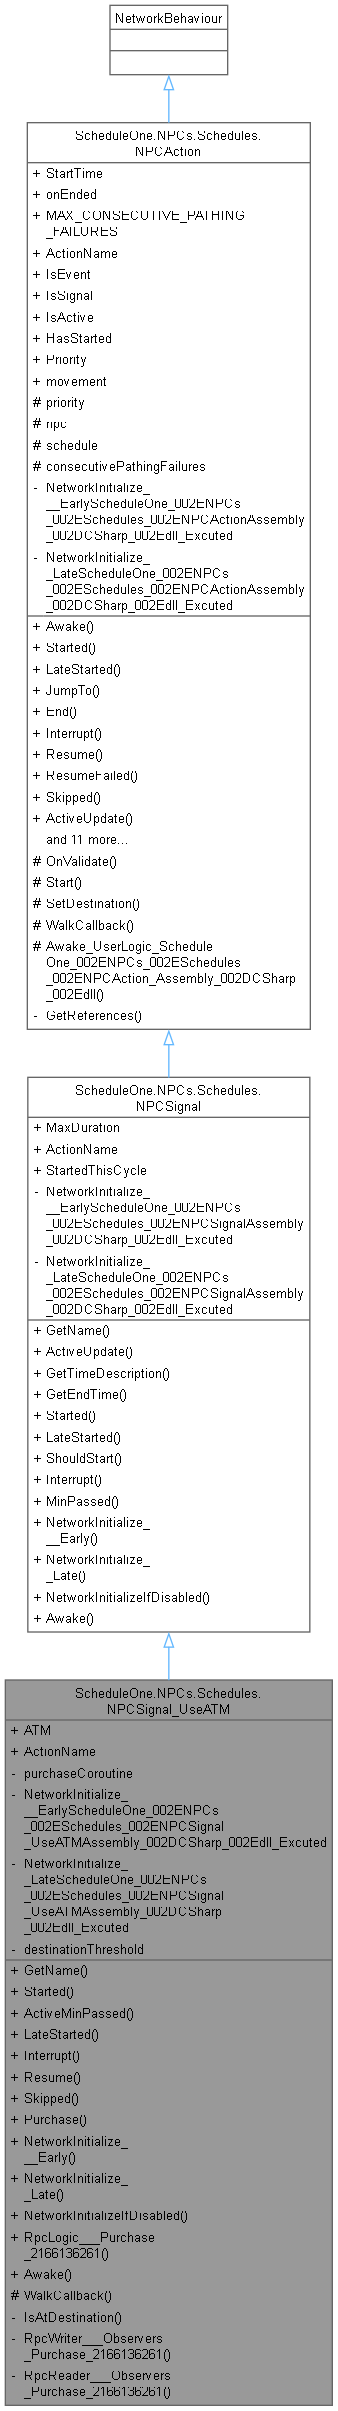 NetworkBehaviour
ScheduleOne.NPCs.Schedules.
NPCAction
+ StartTime
+ onEnded
+ MAX_CONSECUTIVE_PATHING
_FAILURES
+ ActionName
+ IsEvent
+ IsSignal
+ IsActive
+ HasStarted
+ Priority
+ movement
# priority
# npc
# schedule
# consecutivePathingFailures
- NetworkInitialize_
__EarlyScheduleOne_002ENPCs
_002ESchedules_002ENPCActionAssembly
_002DCSharp_002Edll_Excuted
- NetworkInitialize_
_LateScheduleOne_002ENPCs
_002ESchedules_002ENPCActionAssembly
_002DCSharp_002Edll_Excuted
+ Awake()
+ Started()
+ LateStarted()
+ JumpTo()
+ End()
+ Interrupt()
+ Resume()
+ ResumeFailed()
+ Skipped()
+ ActiveUpdate()
and 11 more...
# OnValidate()
# Start()
# SetDestination()
# WalkCallback()
# Awake_UserLogic_Schedule
One_002ENPCs_002ESchedules
_002ENPCAction_Assembly_002DCSharp
_002Edll()
- GetReferences()
ScheduleOne.NPCs.Schedules.
NPCSignal
+ MaxDuration
+ ActionName
+ StartedThisCycle
- NetworkInitialize_
__EarlyScheduleOne_002ENPCs
_002ESchedules_002ENPCSignalAssembly
_002DCSharp_002Edll_Excuted
- NetworkInitialize_
_LateScheduleOne_002ENPCs
_002ESchedules_002ENPCSignalAssembly
_002DCSharp_002Edll_Excuted
+ GetName()
+ ActiveUpdate()
+ GetTimeDescription()
+ GetEndTime()
+ Started()
+ LateStarted()
+ ShouldStart()
+ Interrupt()
+ MinPassed()
+ NetworkInitialize_
__Early()
+ NetworkInitialize_
_Late()
+ NetworkInitializeIfDisabled()
+ Awake()
ScheduleOne.NPCs.Schedules.
NPCSignal_UseATM
+ ATM
+ ActionName
- purchaseCoroutine
- NetworkInitialize_
__EarlyScheduleOne_002ENPCs
_002ESchedules_002ENPCSignal
_UseATMAssembly_002DCSharp_002Edll_Excuted
- NetworkInitialize_
_LateScheduleOne_002ENPCs
_002ESchedules_002ENPCSignal
_UseATMAssembly_002DCSharp
_002Edll_Excuted
- destinationThreshold
+ GetName()
+ Started()
+ ActiveMinPassed()
+ LateStarted()
+ Interrupt()
+ Resume()
+ Skipped()
+ Purchase()
+ NetworkInitialize_
__Early()
+ NetworkInitialize_
_Late()
+ NetworkInitializeIfDisabled()
+ RpcLogic___Purchase
_2166136261()
+ Awake()
# WalkCallback()
- IsAtDestination()
- RpcWriter___Observers
_Purchase_2166136261()
- RpcReader___Observers
_Purchase_2166136261()